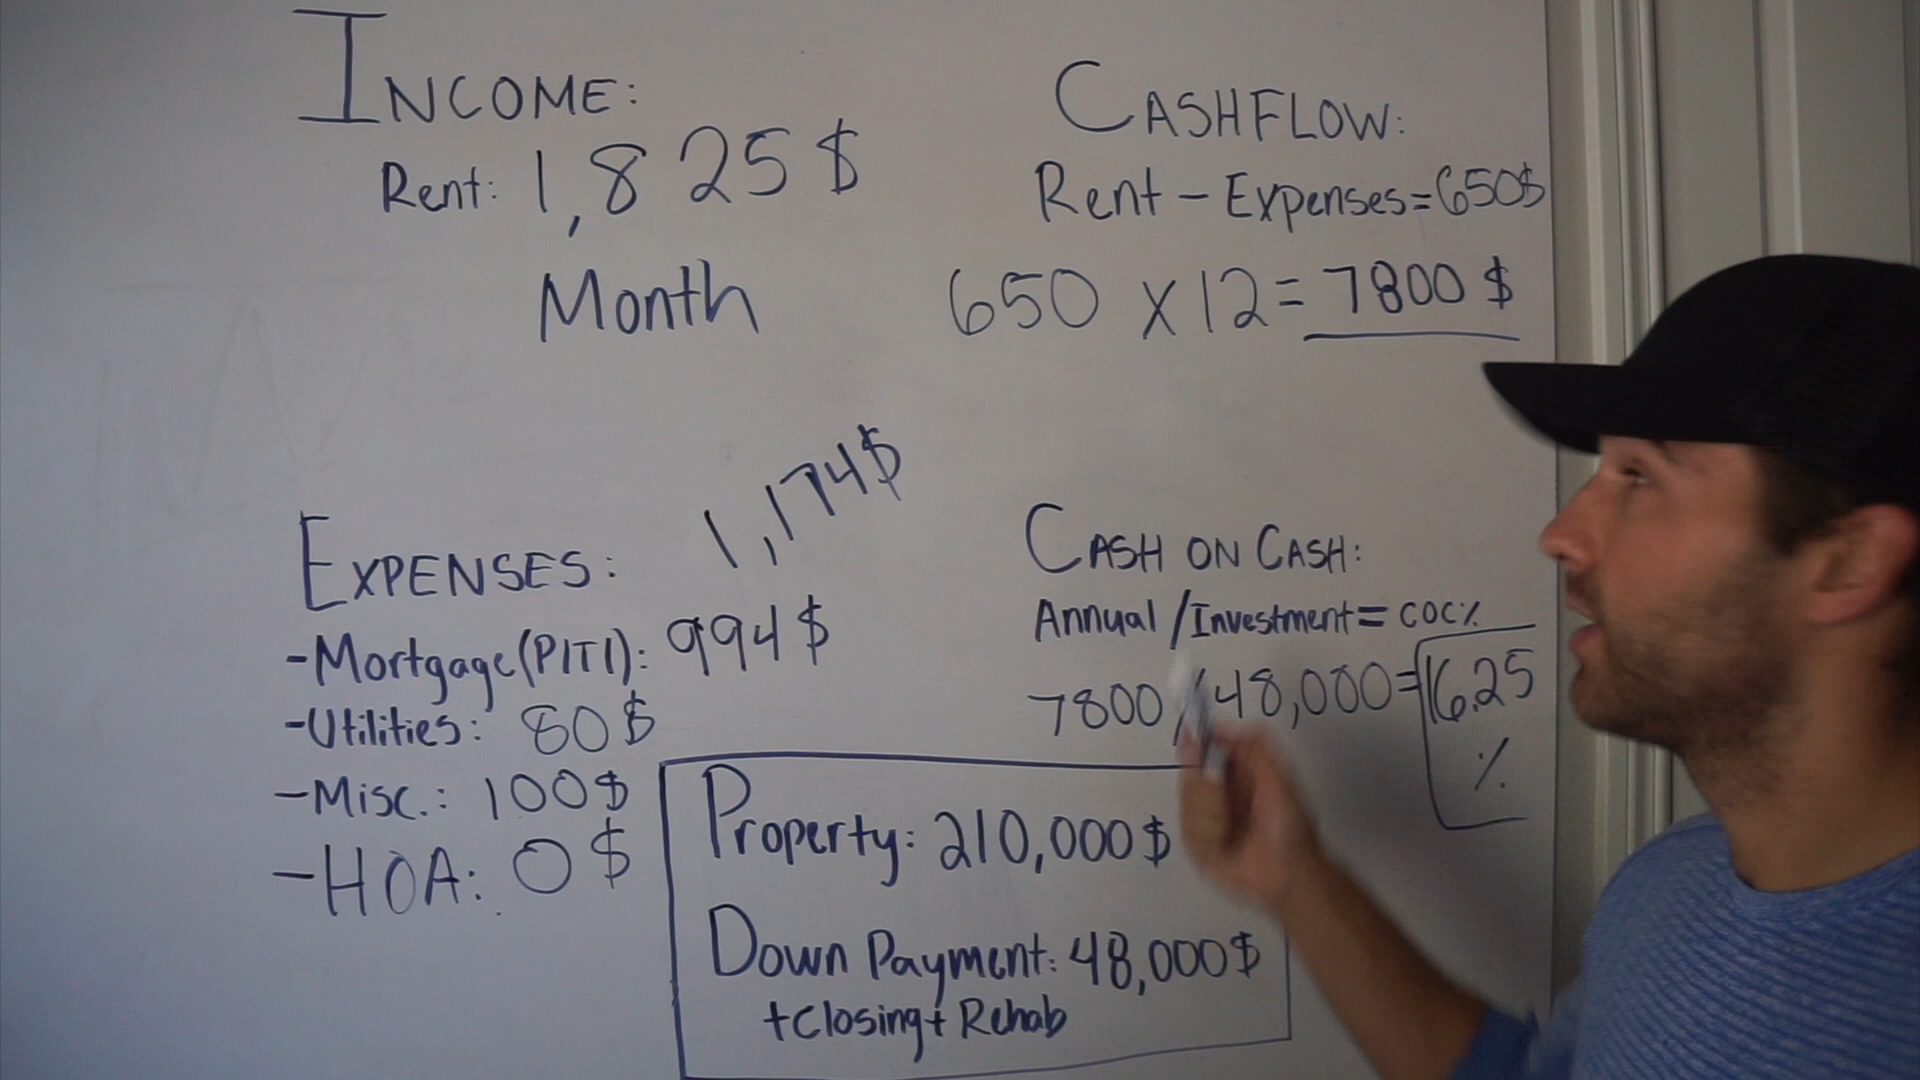 INCOME:
Rent: 1,825$
Month
CASHFLOW:
Rent - Expenses=650$
650 x 12= 7800$
EXPENSES: 1,174$
-Mortgage(PITI): 994$
-Utilities: 80$
-Misc.: 100$
-HOA: 0$
CASH ON CASH:
Annual/Investment= COC%
7800/48,000=16.25
%
Property: 210,000$
Down Payment: 48,000$
+Closing+Rehab